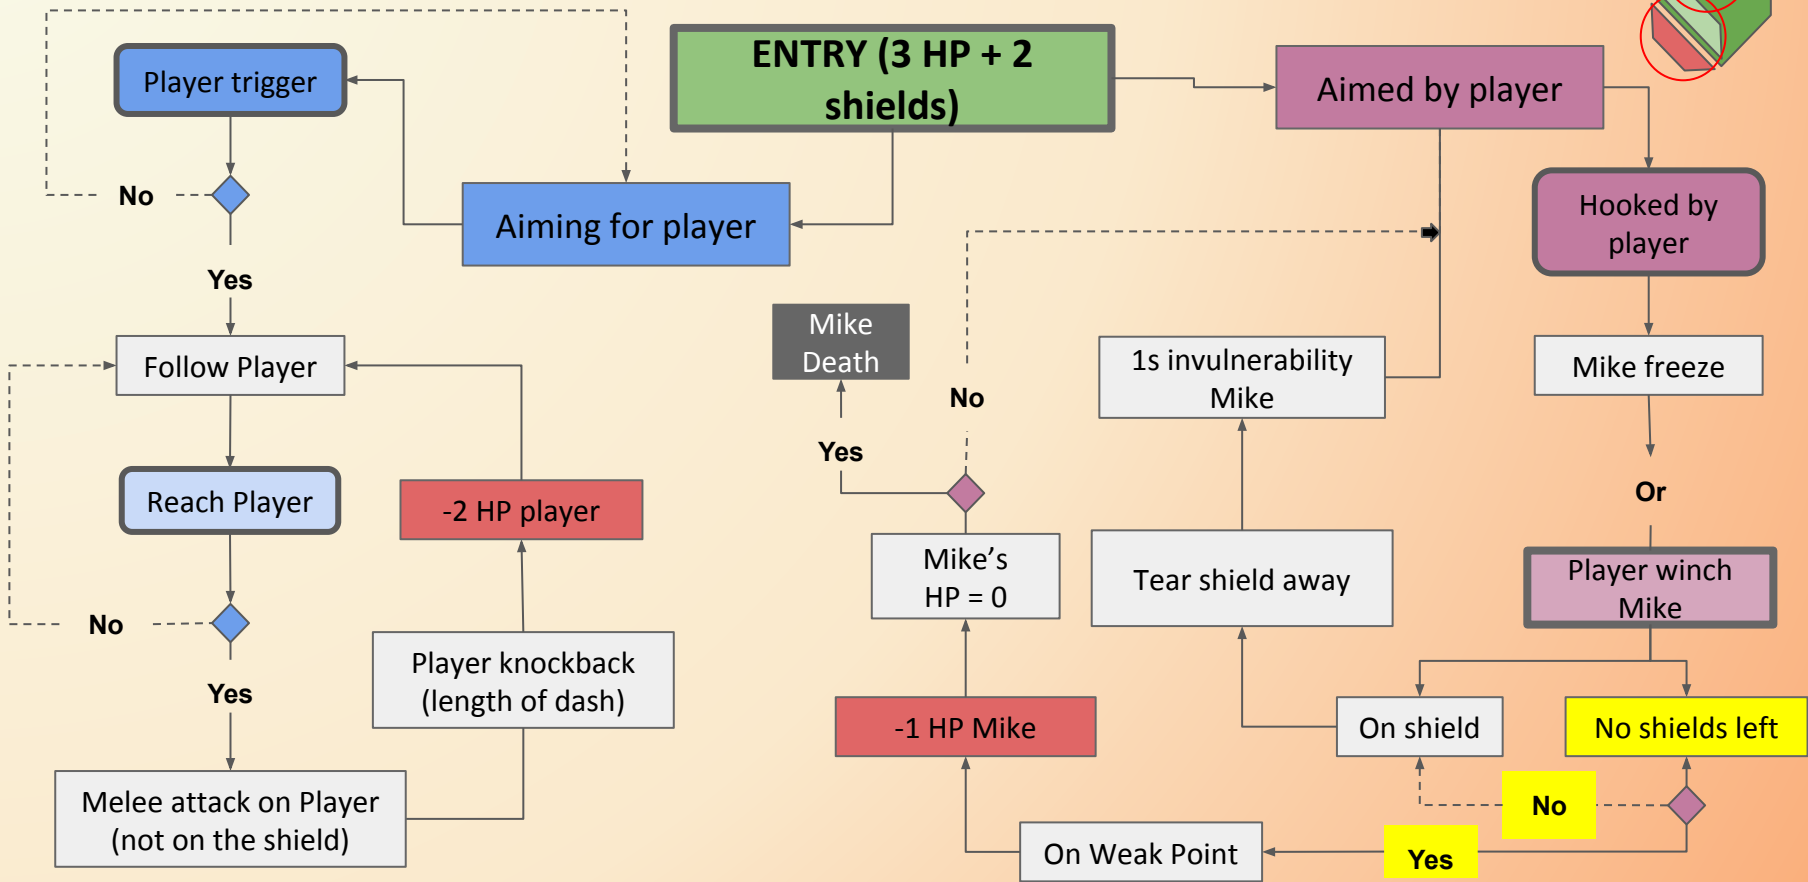 ENTRY (3 HP + 2
shields)
Player trigger
Aimed by player
No
Aiming for player
Hooked by
player
Yes
Mike
Death
Follow Player
1s invulnerability
Mike
Mike freeze
No
Yes
Reach Player
-2 HP player
Or
Mike’s
HP = 0
Tear shield away
Player winch
Mike
No
Player knockback
(length of dash)
Yes
-1 HP Mike
On shield
No shields left
Melee attack on Player
(not on the shield)
No
On Weak Point
Yes